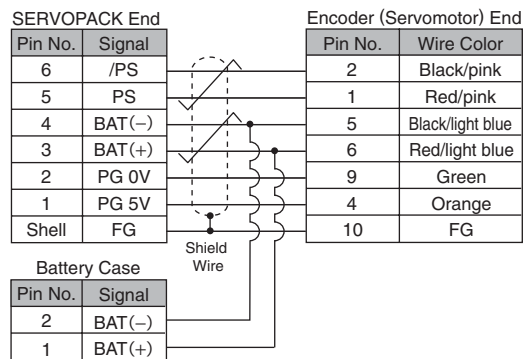 SERVOPACK End
Encoder (Servomotor) End
Pin No. Signal
Pin No. Wire Color
6 /PS
2 Black/pink
5 PS
1 Red/pink
4 BAT(−)
5 Black/light blue
3 BAT(+)
6 Red/light blue
2 PG 0V
9 Green
1 PG 5V
4 Orange
Shell FG
10 FG
Shield
Wire
Battery Case
Pin No. Signal
2 BAT(−)
1 BAT(+)